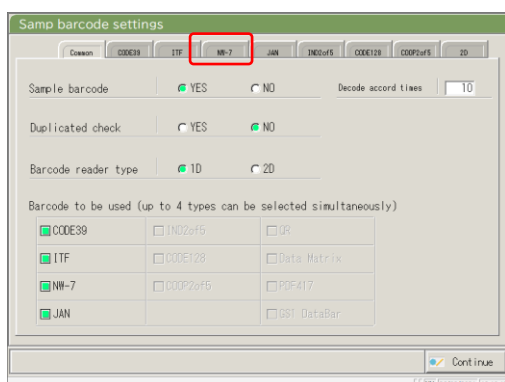 Samp barcode settings
Common CODE39 ITF NW-7 JAN IND2of5 CODE128 COOP2of5 2D
Sample barcode YES NO Decode accord times 10
Duplicated check YES NO
Barcode reader type 1D 2D
Barcode to be used (up to 4 types can be selected simultaneously)
CODE39 IND2of5 QR
ITF CODE128 Data Matrix
NW-7 COOP2of5 PDF417
JAN GS1 DataBar
Continue